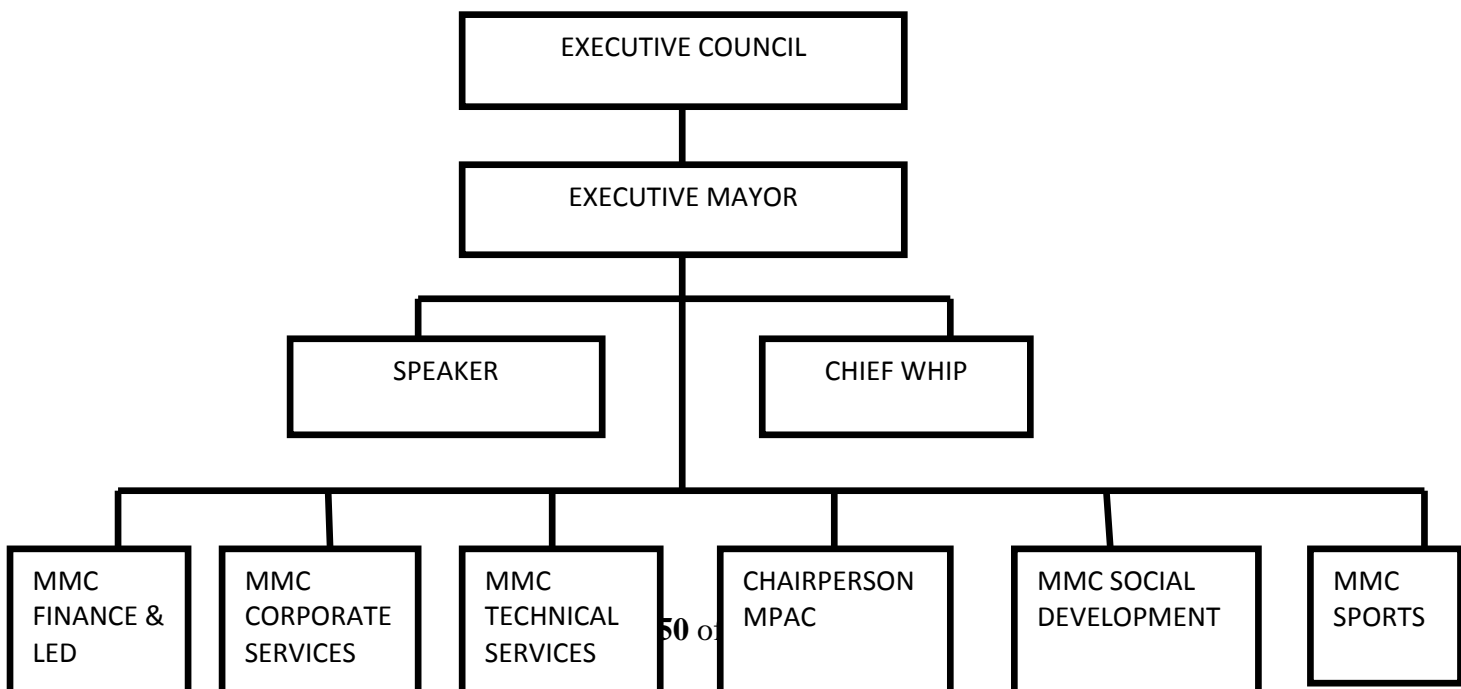 EXECUTIVE COUNCIL
EXECUTIVE MAYOR
SPEAKER
CHIEF WHIP
MMC
FINANCE &
LED
MMC
CORPORATE
SERVICES
MMC
TECHNICAL
SERVICES
50 of
CHAIRPERSON
MPAC
MMC SOCIAL
DEVELOPMENT
MMC
SPORTS